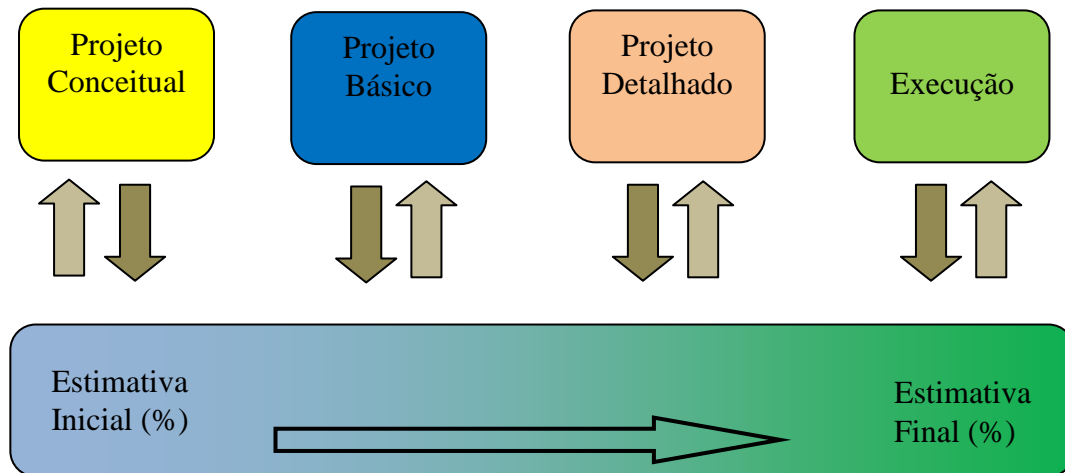 Projeto
Conceitual
Projeto
Básico
Projeto
Detalhado
Execução
Estimativa
Inicial (%)
Estimativa
Final (%)